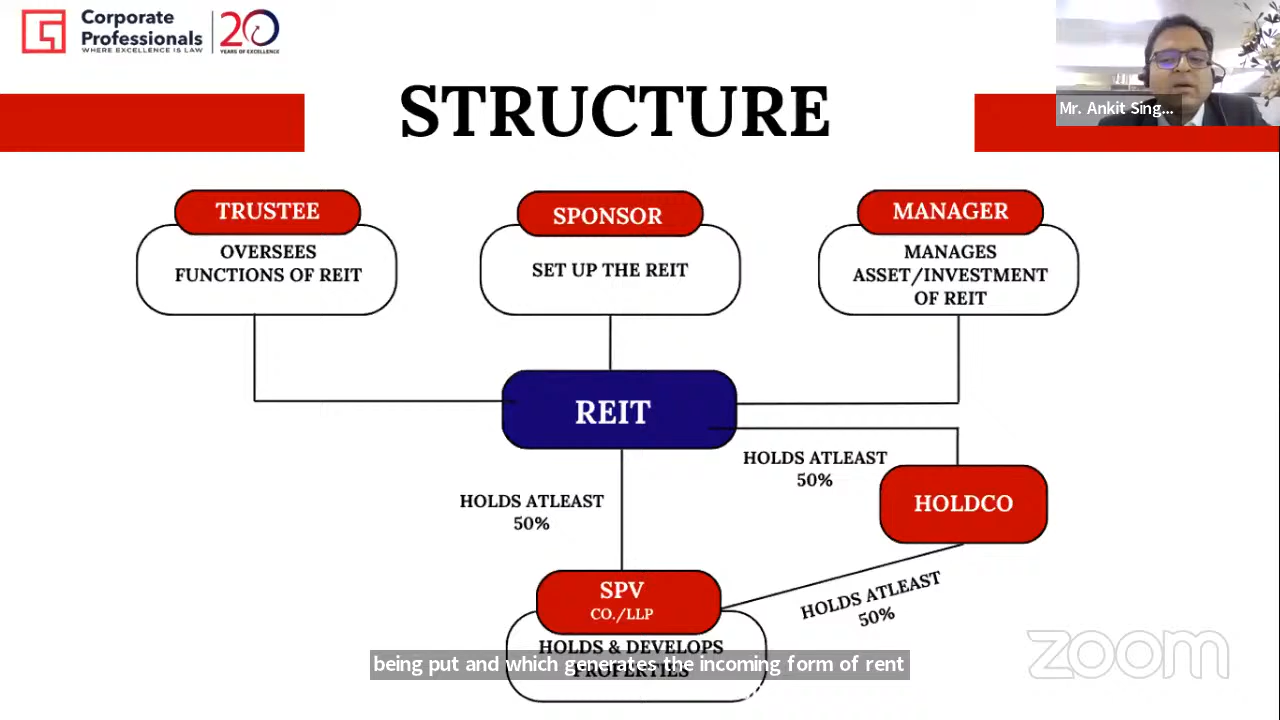 Corporate
Professionals
WHERE EXCELLENCE IS LAW
20
YEARS OF EXCELLENCE
Mr. Ankit Sing...
STRUCTURE
TRUSTEE
OVERSEES
FUNCTIONS OF REIT
SPONSOR
SET UP THE REIT
MANAGER
MANAGES
ASSET/INVESTMENT
OF REIT
REIT
HOLDS ATLEAST
50%
HOLDCO
HOLDS ATLEAST
50%
HOLDS ATLEAST
50%
SPV
CO./LLP
HOLDS & DEVELOPS
PROPERTIES
being put and which generates the incoming form of rent
zoom